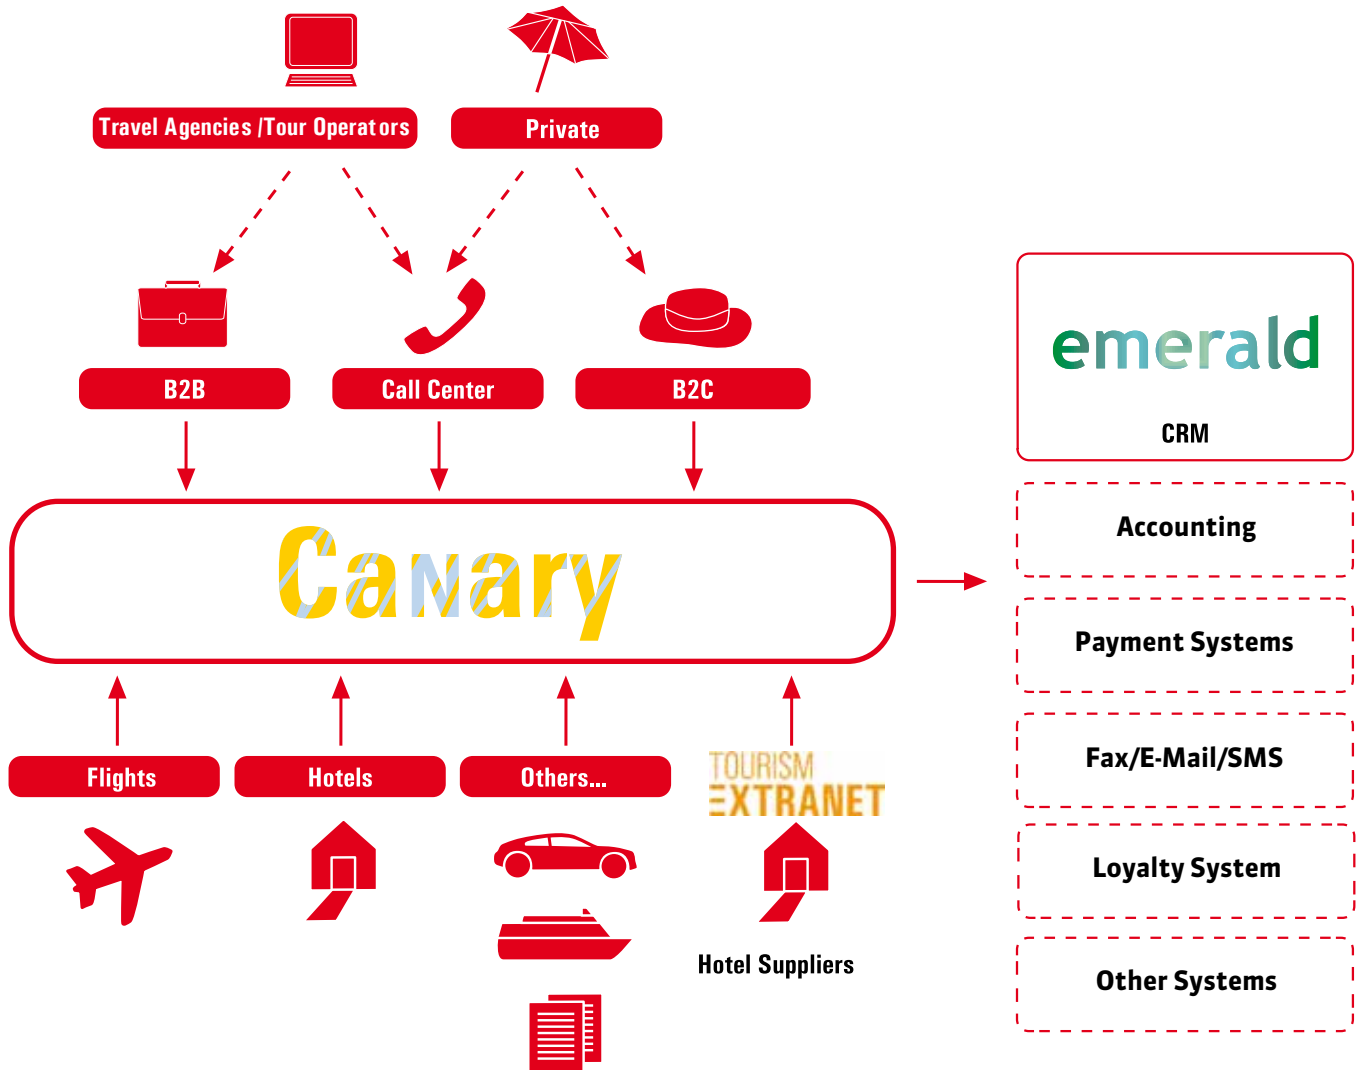 Travel Agencies /Tour Operators
Private
B2B
Call Center
B2C
emerald
CRM
Canary
Accounting
Payment Systems
Fax/E-Mail/SMS
Loyalty System
Other Systems
Flights
Hotels
Others...
TOURISM
EXTRANET
Hotel Suppliers